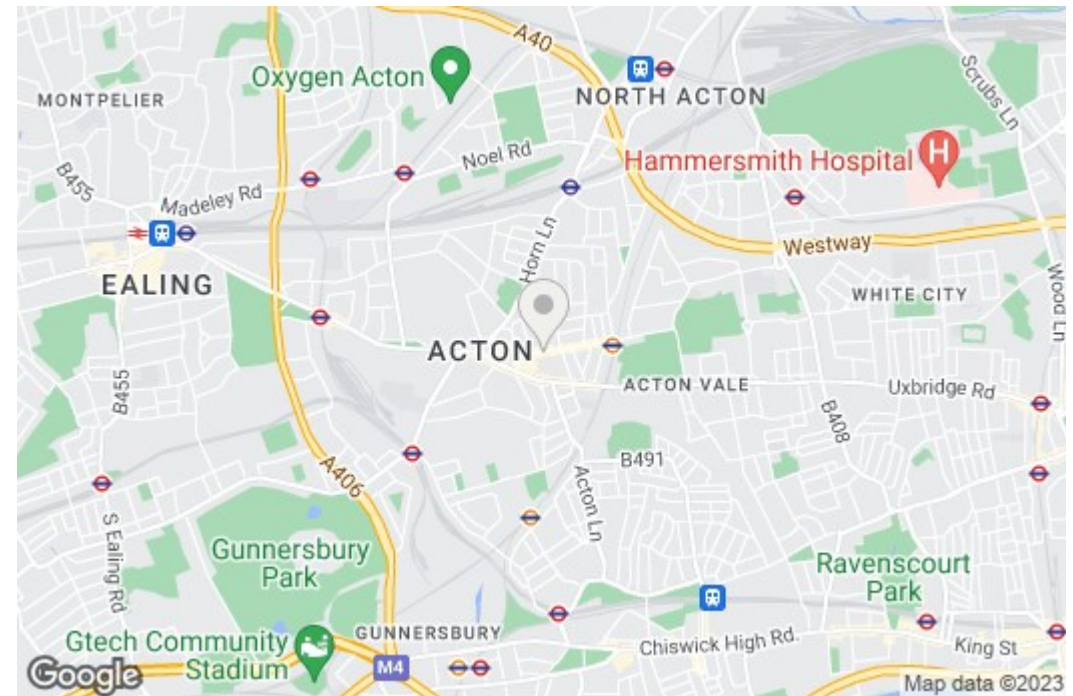 A40
Oxygen Acton
MONTPELIER
NORTH ACTON
Scrubs Ln
Noel Rd
Hammersmith Hospital
H
B455
Madeley Rd
Horn Ln
Westway
EALING
WHITE CITY
Wood Ln
ACTON
B455
ACTON VALE
Uxbridge Rd
B408
A406
B491
Acton Ln
S Ealing Rd
Gunnersbury
Park
Ravenscourt
Park
Gtech Community
Stadium
GUNNERSBURY
M4
Chiswick High Rd.
King St
Google
Map data ©2023